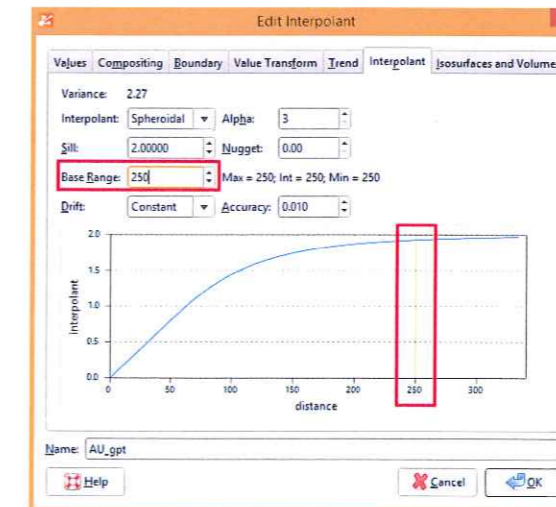 Edit Interpolant
Values Compositing Boundary Value Transform Trend Interpolant Isosurfaces and Volume
Variance: 2.27
Interpolant: Spheroidal Alpha: 3
Sill: 2.00000 Nugget: 0.00
Base Range: 250 Max = 250; Int = 250; Min = 250
Drift: Constant Accuracy: 0.010
2.0
1.5
1.0
0.5
0.0
Interpolant
0 50 100 150 200 250 300
distance
Name: AU_gpt
Help Cancel OK